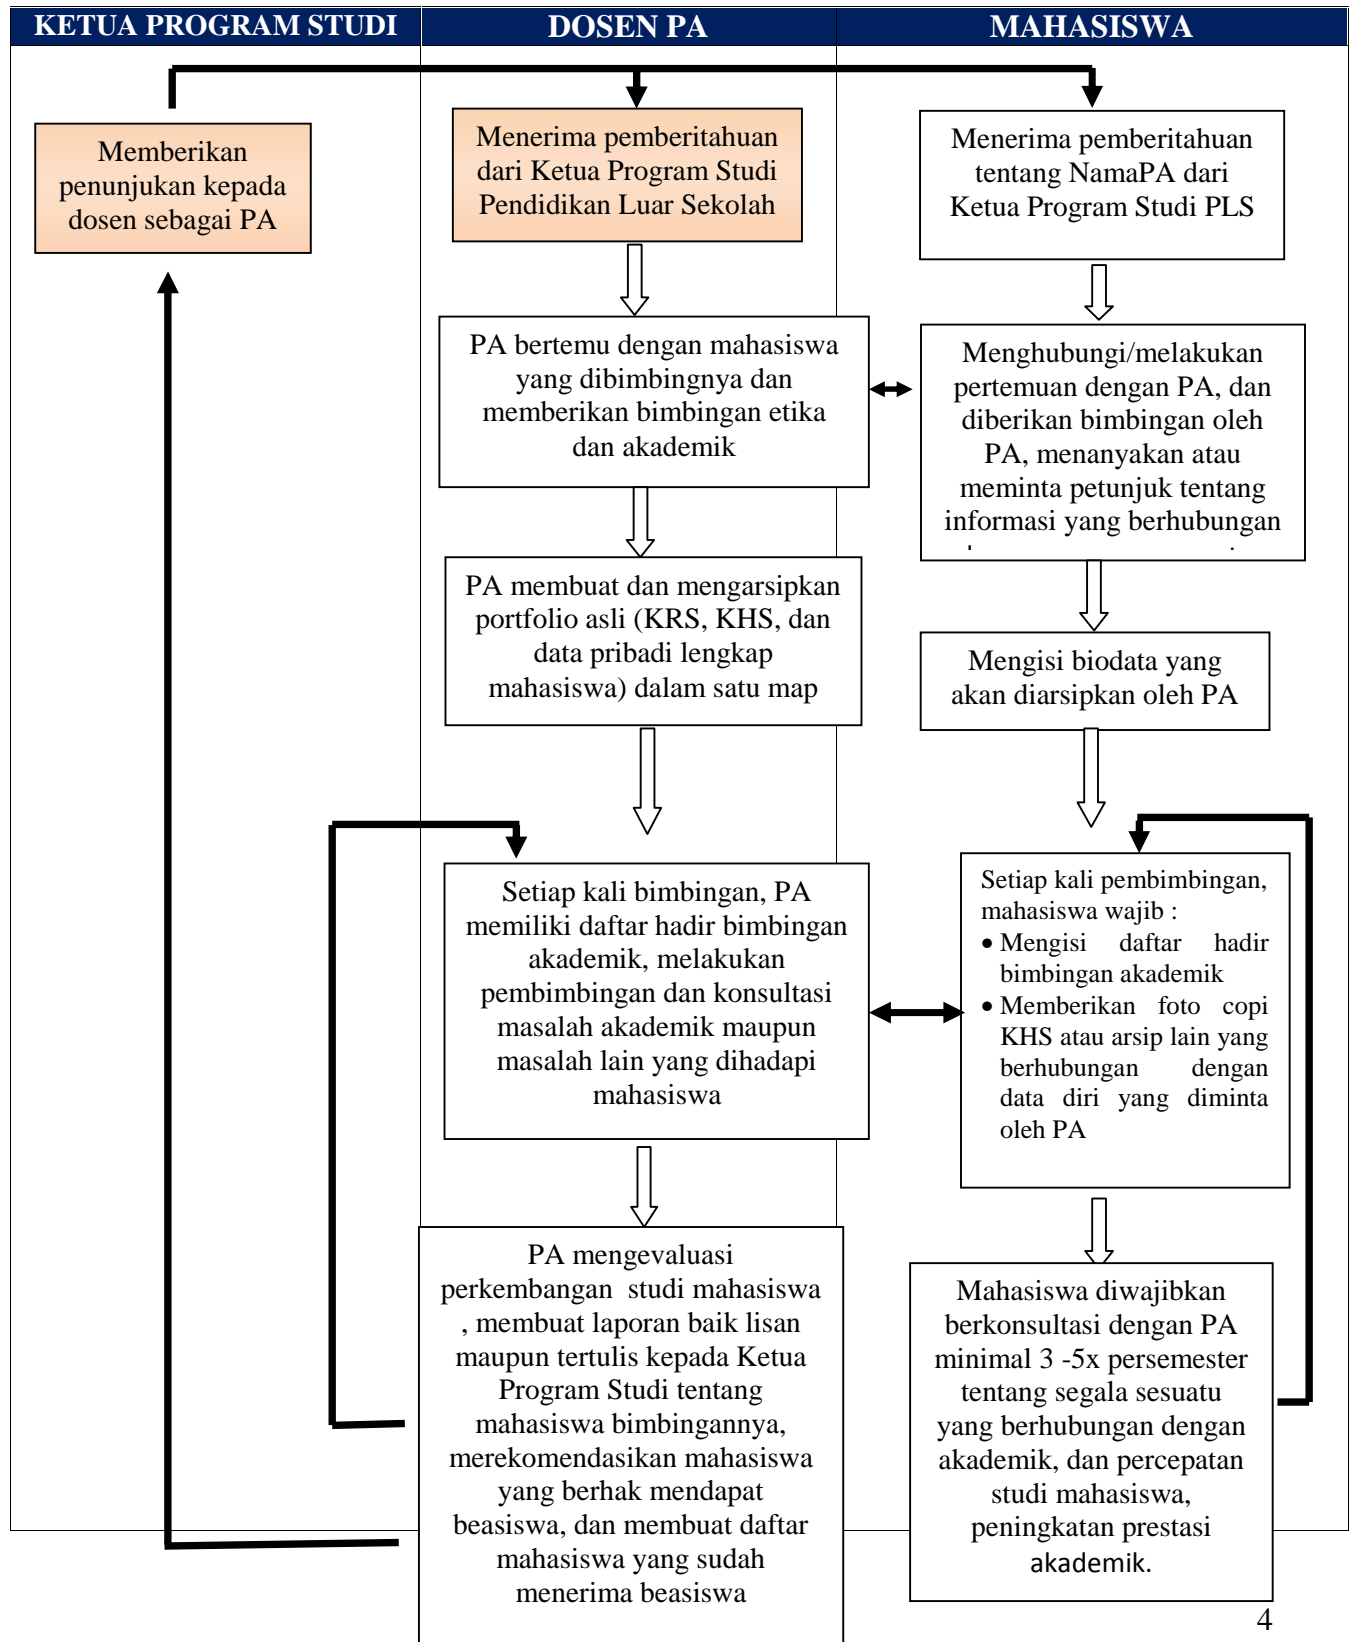 KETUA PROGRAM STUDI
DOSEN PA
MAHASISWA
Memberikan
penunjukan kepada
dosen sebagai PA
Menerima pemberitahuan
dari Ketua Program Studi
Pendidikan Luar Sekolah
Menerima pemberitahuan
tentang NamaPA dari
Ketua Program Studi PLS
PA bertemu dengan mahasiswa
yang dibimbingnya dan
memberikan bimbingan etika
dan akademik
Menghubungi/melakukan
pertemuan dengan PA, dan
diberikan bimbingan oleh
PA, menanyakan atau
meminta petunjuk tentang
informasi yang berhubungan
PA membuat dan mengarsipkan
portfolio asli (KRS, KHS, dan
data pribadi lengkap
mahasiswa) dalam satu map
Mengisi biodata yang
akan diarsipkan oleh PA
Setiap kali bimbingan, PA
memiliki daftar hadir bimbingan
akademik, melakukan
pembimbingan dan konsultasi
masalah akademik maupun
masalah lain yang dihadapi
mahasiswa
Setiap kali pembimbingan,
mahasiswa wajib :
• Mengisi daftar hadir
bimbingan akademik
• Memberikan foto copi
KHS atau arsip lain yang
berhubungan dengan
data diri yang diminta
oleh PA
PA mengevaluasi
perkembangan studi mahasiswa
, membuat laporan baik lisan
maupun tertulis kepada Ketua
Program Studi tentang
mahasiswa bimbingannya,
merekomendasikan mahasiswa
yang berhak mendapat
beasiswa, dan membuat daftar
mahasiswa yang sudah
menerima beasiswa
Mahasiswa diwajibkan
berkonsultasi dengan PA
minimal 3 -5x persemester
tentang segala sesuatu
yang berhubungan dengan
akademik, dan percepatan
studi mahasiswa,
peningkatan prestasi
akademik.
4